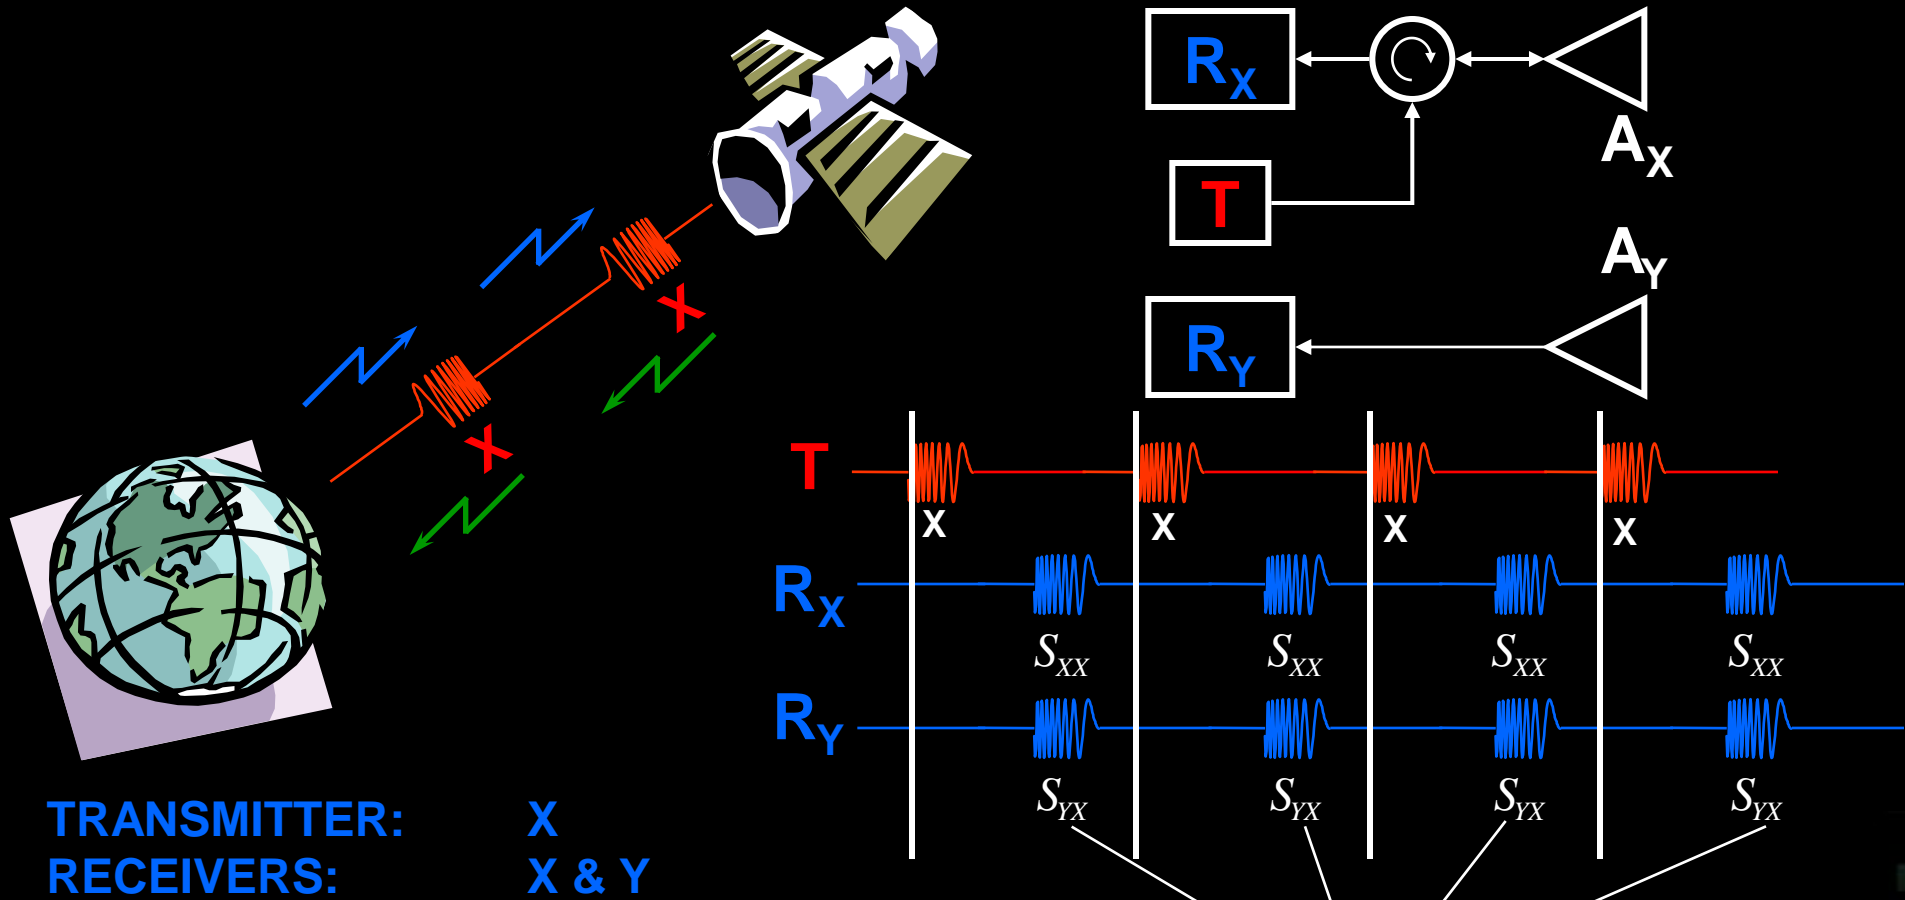 R_X
A_X
T
A_Y
R_Y
X
X
T
X X X X
R_X
S_XX S_XX S_XX S_XX
R_Y
S_YX S_YX S_YX S_YX
TRANSMITTER: X
RECEIVERS: X & Y